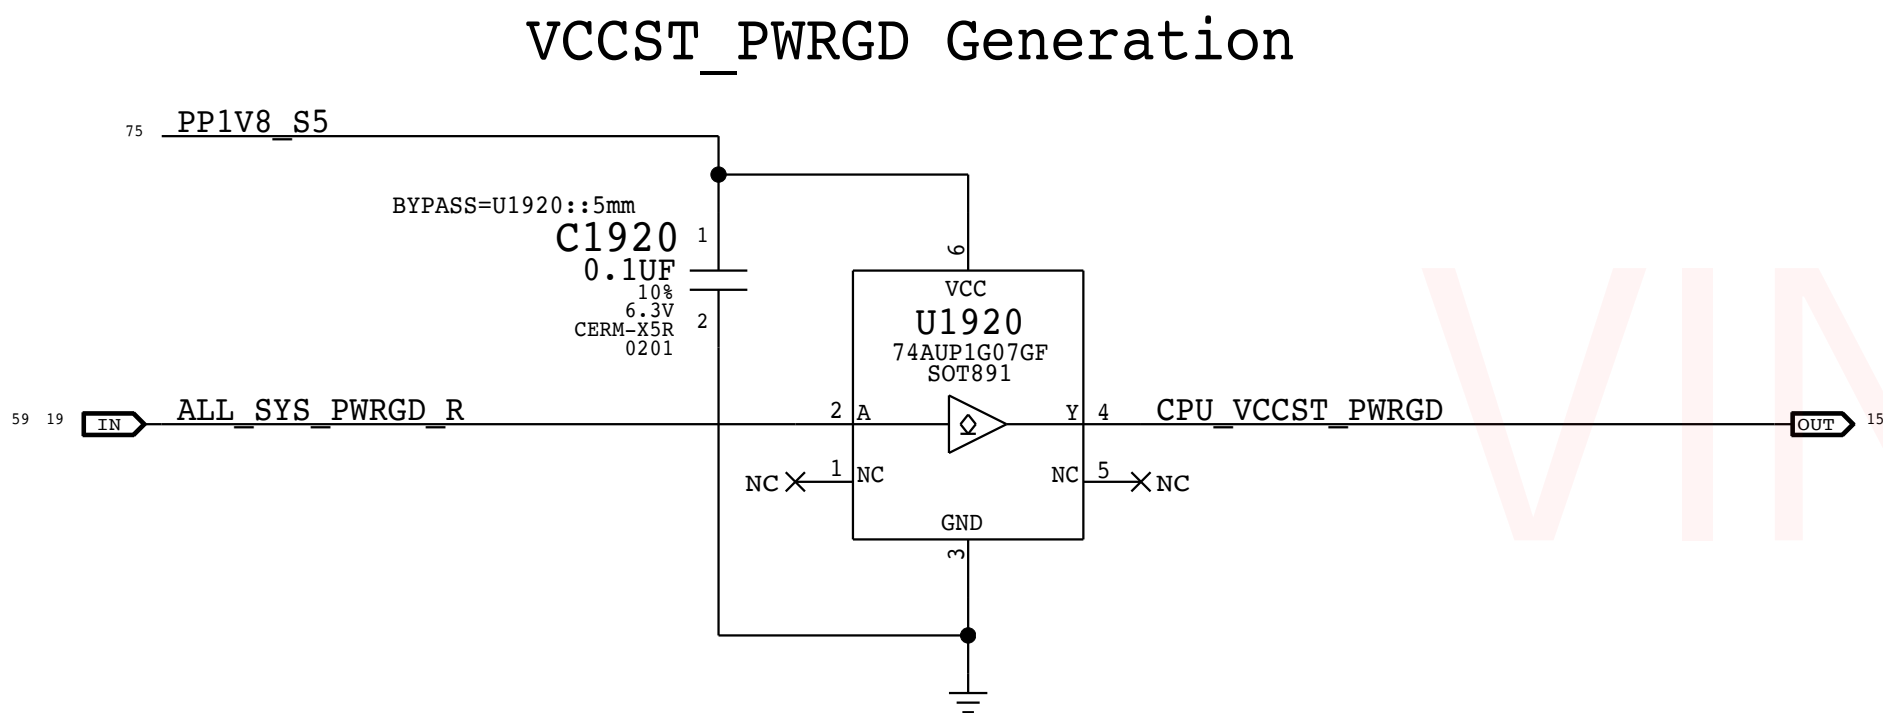 VCCST_PWRGD Generation
75 PP1V8_S5
BYPASS=U1920::5mm
C1920 1
0.1UF
10%
6.3V
CERM-X5R 2
0201
6
VCC
U1920
74AUP1G07GF
SOT891
59 19 IN ALL_SYS_PWRGD_R 2 A Y 4 CPU_VCCST_PWRGD OUT 15
NC 1 NC NC 5 NC
GND
3
VIN